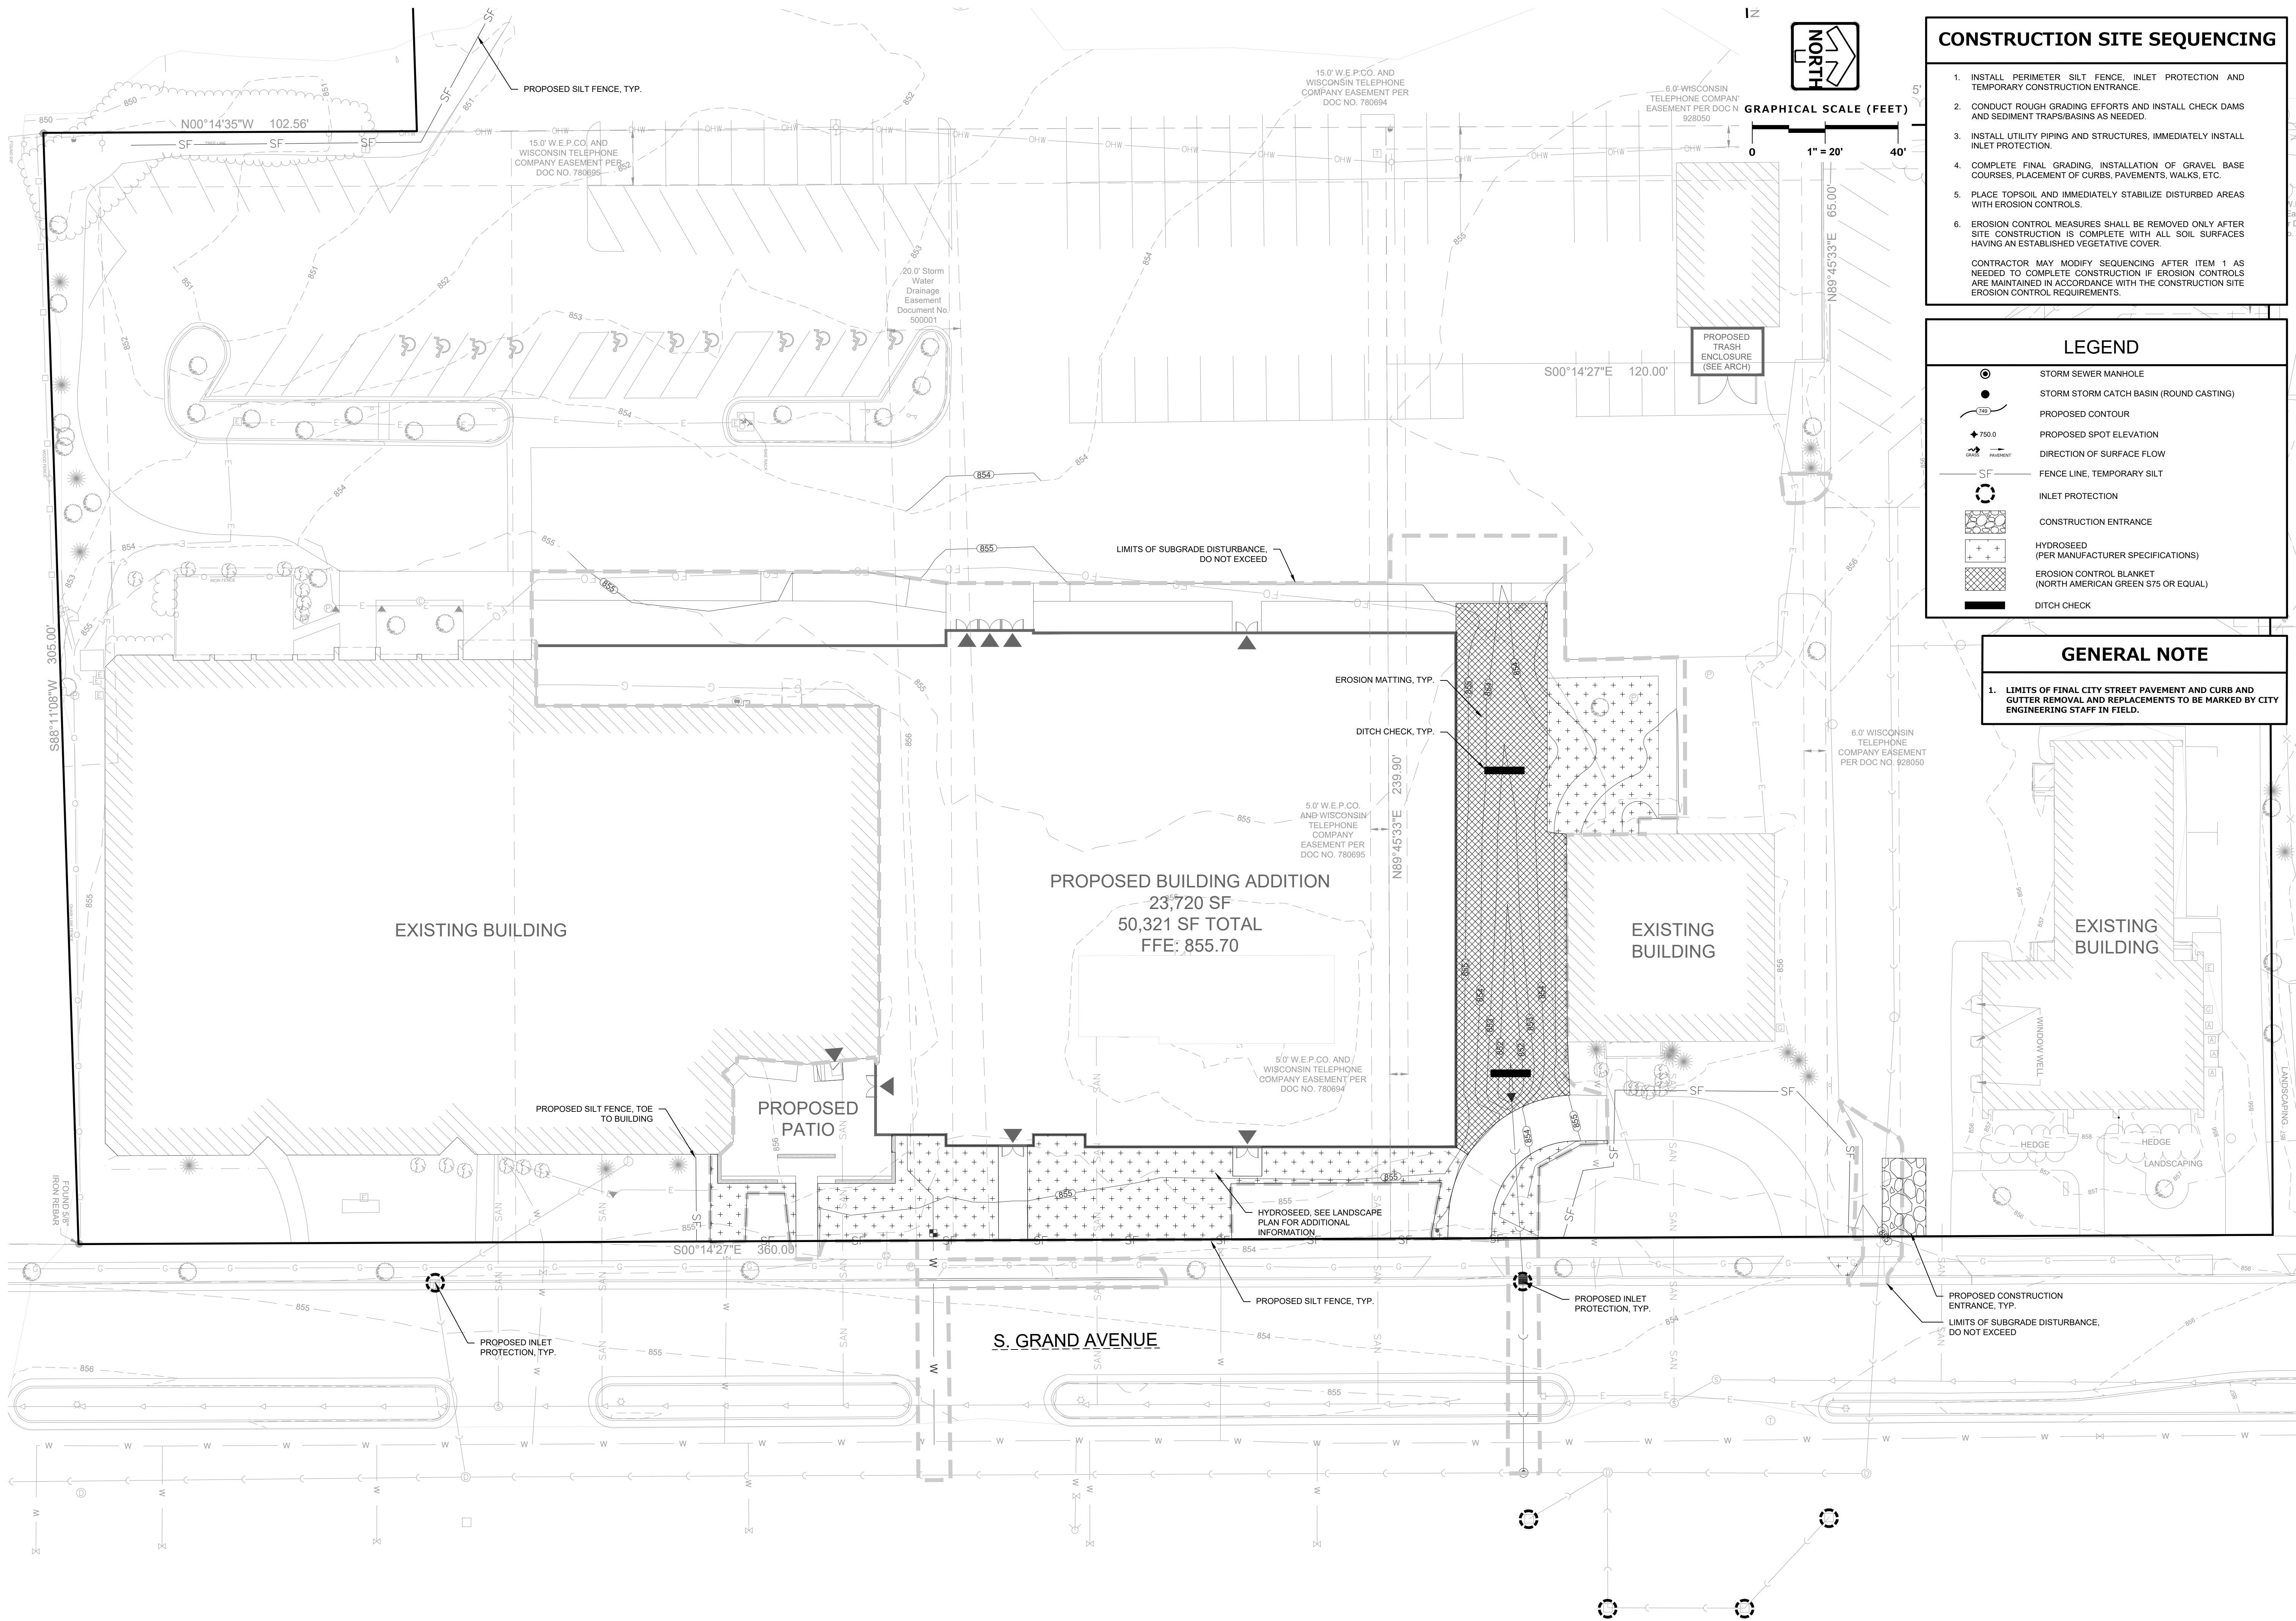 CONSTRUCTION SITE SEQUENCING
1. INSTALL PERIMETER SILT FENCE, INLET PROTECTION AND
TEMPORARY CONSTRUCTION ENTRANCE.
2. CONDUCT ROUGH GRADING EFFORTS AND INSTALL CHECK DAMS
AND SEDIMENT TRAPS/BASINS AS NEEDED.
3. INSTALL UTILITY PIPING AND STRUCTURES, IMMEDIATELY INSTALL
INLET PROTECTION.
4. COMPLETE FINAL GRADING, INSTALLATION OF GRAVEL BASE
COURSES, PLACEMENT OF CURBS, PAVEMENTS, WALKS, ETC.
5. PLACE TOPSOIL AND IMMEDIATELY STABILIZE DISTURBED AREAS
WITH EROSION CONTROLS.
6. EROSION CONTROL MEASURES SHALL BE REMOVED ONLY AFTER
SITE CONSTRUCTION IS COMPLETE WITH ALL SOIL SURFACES
HAVING AN ESTABLISHED VEGETATIVE COVER.
CONTRACTOR MAY MODIFY SEQUENCING AFTER ITEM 1 AS
NEEDED TO COMPLETE CONSTRUCTION IF EROSION CONTROLS
ARE MAINTAINED IN ACCORDANCE WITH THE CONSTRUCTION SITE
EROSION CONTROL REQUIREMENTS.
LEGEND
STORM SEWER MANHOLE
STORM STORM CATCH BASIN (ROUND CASTING)
749
PROPOSED CONTOUR
750.0
PROPOSED SPOT ELEVATION
GRASS PAVEMENT
DIRECTION OF SURFACE FLOW
SF
FENCE LINE, TEMPORARY SILT
INLET PROTECTION
CONSTRUCTION ENTRANCE
HYDROSEED
(PER MANUFACTURER SPECIFICATIONS)
EROSION CONTROL BLANKET
(NORTH AMERICAN GREEN S75 OR EQUAL)
DITCH CHECK
GENERAL NOTE
1. LIMITS OF FINAL CITY STREET PAVEMENT AND CURB AND
GUTTER REMOVAL AND REPLACEMENTS TO BE MARKED BY CITY
ENGINEERING STAFF IN FIELD.
NORTH
GRAPHICAL SCALE (FEET)
0 1" = 20' 40'
PROPOSED SILT FENCE, TYP.
N00°14'35"W 102.56'
15.0' W.E.P.CO. AND
WISCONSIN TELEPHONE
COMPANY EASEMENT PER
DOC NO. 780695
15.0' W.E.P.CO. AND
WISCONSIN TELEPHONE
COMPANY EASEMENT PER
DOC NO. 780694
6.0' WISCONSIN
TELEPHONE COMPAN
EASEMENT PER DOC N
928050
N89°45'33"E 65.00'
20.0' Storm
Water
Drainage
Easement
Document No.
500001
PROPOSED
TRASH
ENCLOSURE
(SEE ARCH)
S00°14'27"E 120.00'
LIMITS OF SUBGRADE DISTURBANCE,
DO NOT EXCEED
EROSION MATTING, TYP.
DITCH CHECK, TYP.
S88°11'08"W 305.00'
6.0' WISCONSIN
TELEPHONE
COMPANY EASEMENT
PER DOC NO. 928050
5.0' W.E.P.CO.
AND WISCONSIN
TELEPHONE
COMPANY
EASEMENT PER
DOC NO. 780695
N89°45'33"E 239.90'
PROPOSED BUILDING ADDITION
23,720 SF
50,321 SF TOTAL
FFE: 855.70
EXISTING BUILDING
EXISTING
BUILDING
EXISTING
BUILDING
WINDOW WELL
5.0' W.E.P.CO. AND
WISCONSIN TELEPHONE
COMPANY EASEMENT PER
DOC NO. 780694
PROPOSED SILT FENCE, TOE
TO BUILDING
PROPOSED
PATIO
HEDGE
HEDGE
LANDSCAPING
LANDSCAPING
FOUND 5/8"
IRON REBAR
HYDROSEED, SEE LANDSCAPE
PLAN FOR ADDITIONAL
INFORMATION
S00°14'27"E 360.00'
PROPOSED SILT FENCE, TYP.
PROPOSED INLET
PROTECTION, TYP.
PROPOSED INLET
PROTECTION, TYP.
PROPOSED CONSTRUCTION
ENTRANCE, TYP.
LIMITS OF SUBGRADE DISTURBANCE,
DO NOT EXCEED
S. GRAND AVENUE